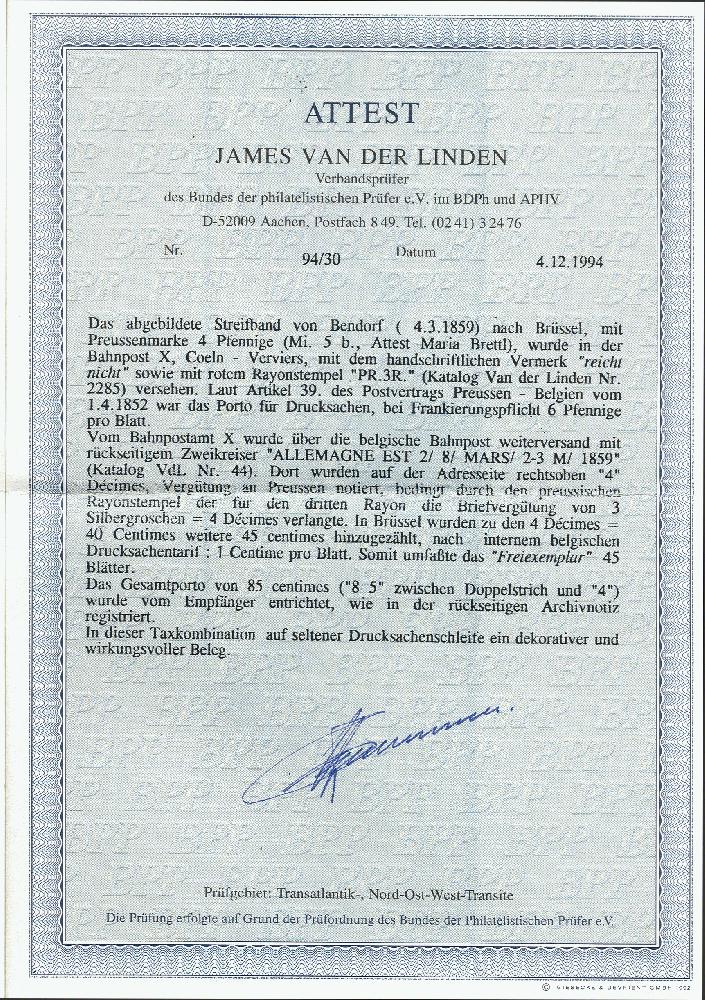 ATTEST
JAMES VAN DER LINDEN
Verbandsprüfer
des Bundes der philatelistischen Prüfer e.V. im BDPh und APHV
D-52009 Aachen, Postfach 849, Tel. (0241) 32476
Nr. 94/30 Datum 4.12.1994
Das abgebildete Streifband von Bendorf ( 4.3.1859) nach Brüssel, mit
Preussenmarke 4 Pfennige (Mi. 5 b., Attest Maria Brettl), wurde in der
Bahnpost X, Coeln - Verviers, mit dem handschriftlichen Vermerk "reicht
nicht" sowie mit rotem Rayonstempel "PR.3R." (Katalog Van der Linden Nr.
2285) versehen. Laut Artikel 39. des Postvertrags Preussen - Belgien vom
1.4.1852 war das Porto für Drucksachen, bei Frankierungspflicht 6 Pfennige
pro Blatt.
Vom Bahnpostamt X wurde über die belgische Bahnpost weiterversand mit
rückseitigem Zweikreiser "ALLEMAGNE EST 2/ 8/ MARS/ 2-3 M/ 1859"
(Katalog VdL Nr. 44). Dort wurden auf der Adresseite rechtsoben "4"
Décimes, Vergütung an Preussen notiert, bedingt durch den preussischen
Rayonstempel der für den dritten Rayon die Briefvergütung von 3
Silbergroschen = 4 Décimes verlangte. In Brüssel wurden zu den 4 Décimes =
40 Centimes weitere 45 centimes hinzugezählt, nach internem belgischen
Drucksachentarif : 1 Centime pro Blatt. Somit umfaßte das "Freiexemplar" 45
Blätter.
Das Gesamtporto von 85 centimes ("8 5" zwischen Doppelstrich und "4")
wurde vom Empfänger entrichtet, wie in der rückseitigen Archivnotiz
registriert.
In dieser Taxkombination auf seltener Drucksachenschleife ein dekorativer und
wirkungsvoller Beleg.
Prüfgebiet: Transatlantik-, Nord-Ost-West-Transite
Die Prüfung erfolgte auf Grund der Prüfordnung des Bundes der Philatelistischen Prüfer e.V.
© GIESECKE & DEVRIENT GMBH 1992